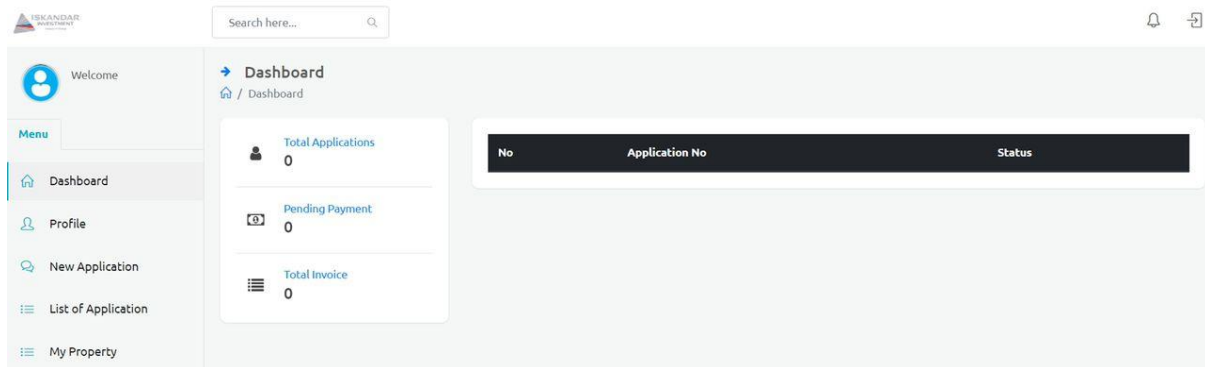 ISKANDAR
INVESTMENT
Search here...
Welcome
Menu
Dashboard
Profile
New Application
List of Application
My Property
Dashboard
/ Dashboard
Total Applications
0
Pending Payment
0
Total Invoice
0
No Application No Status